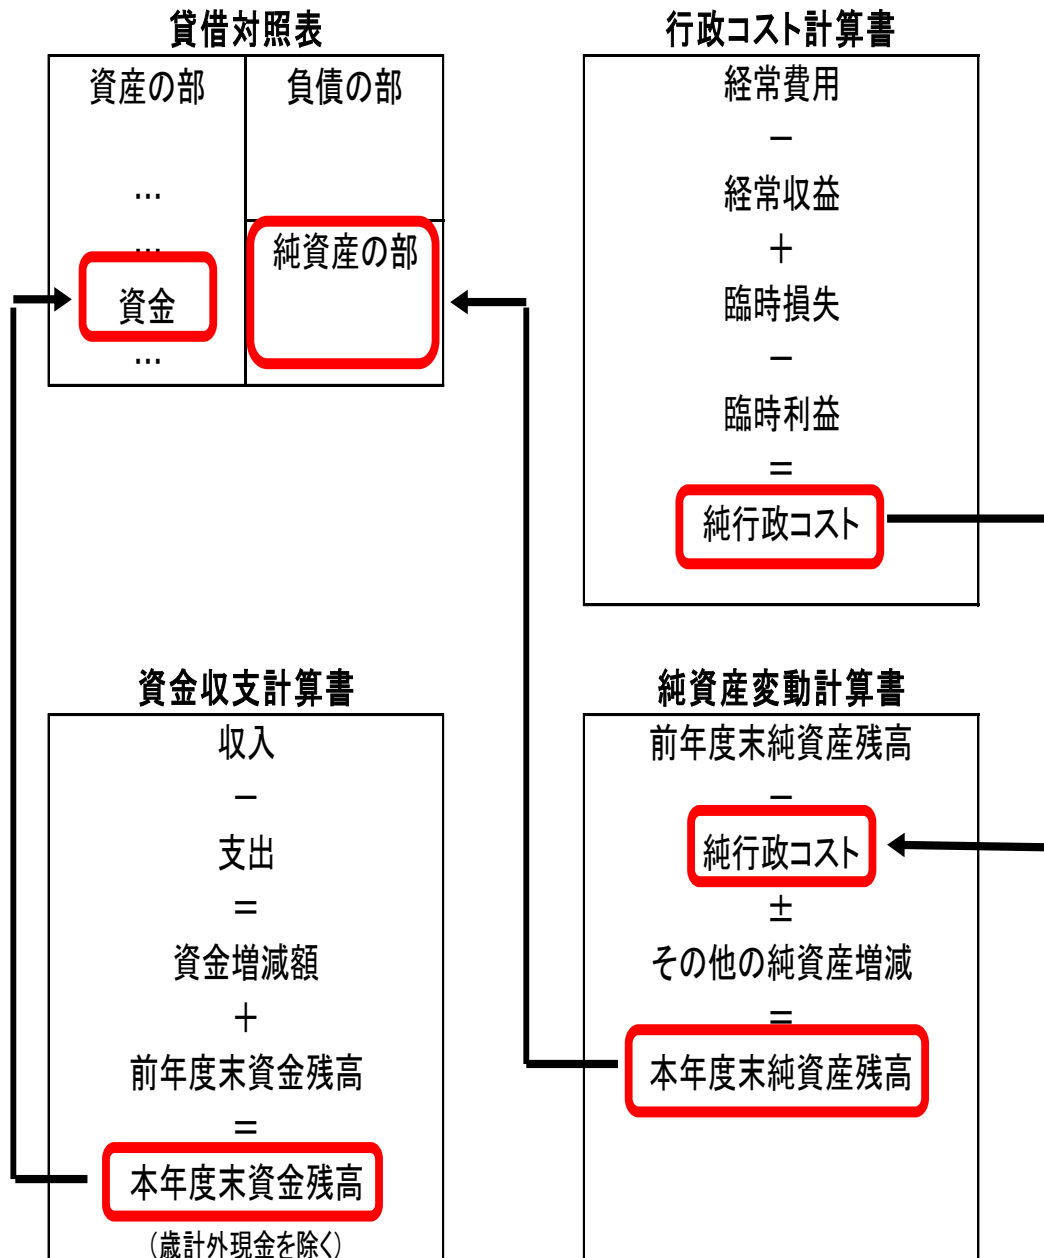 貸借対照表
資産の部
負債の部
…
…
資金
…
純資産の部
行政コスト計算書
経常費用
－
経常収益
＋
臨時損失
－
臨時利益
＝
純行政コスト
資金収支計算書
収入
－
支出
＝
資金増減額
＋
前年度末資金残高
＝
本年度末資金残高
（歳計外現金を除く）
純資産変動計算書
前年度末純資産残高
－
純行政コスト
±
その他の純資産増減
＝
本年度末純資産残高